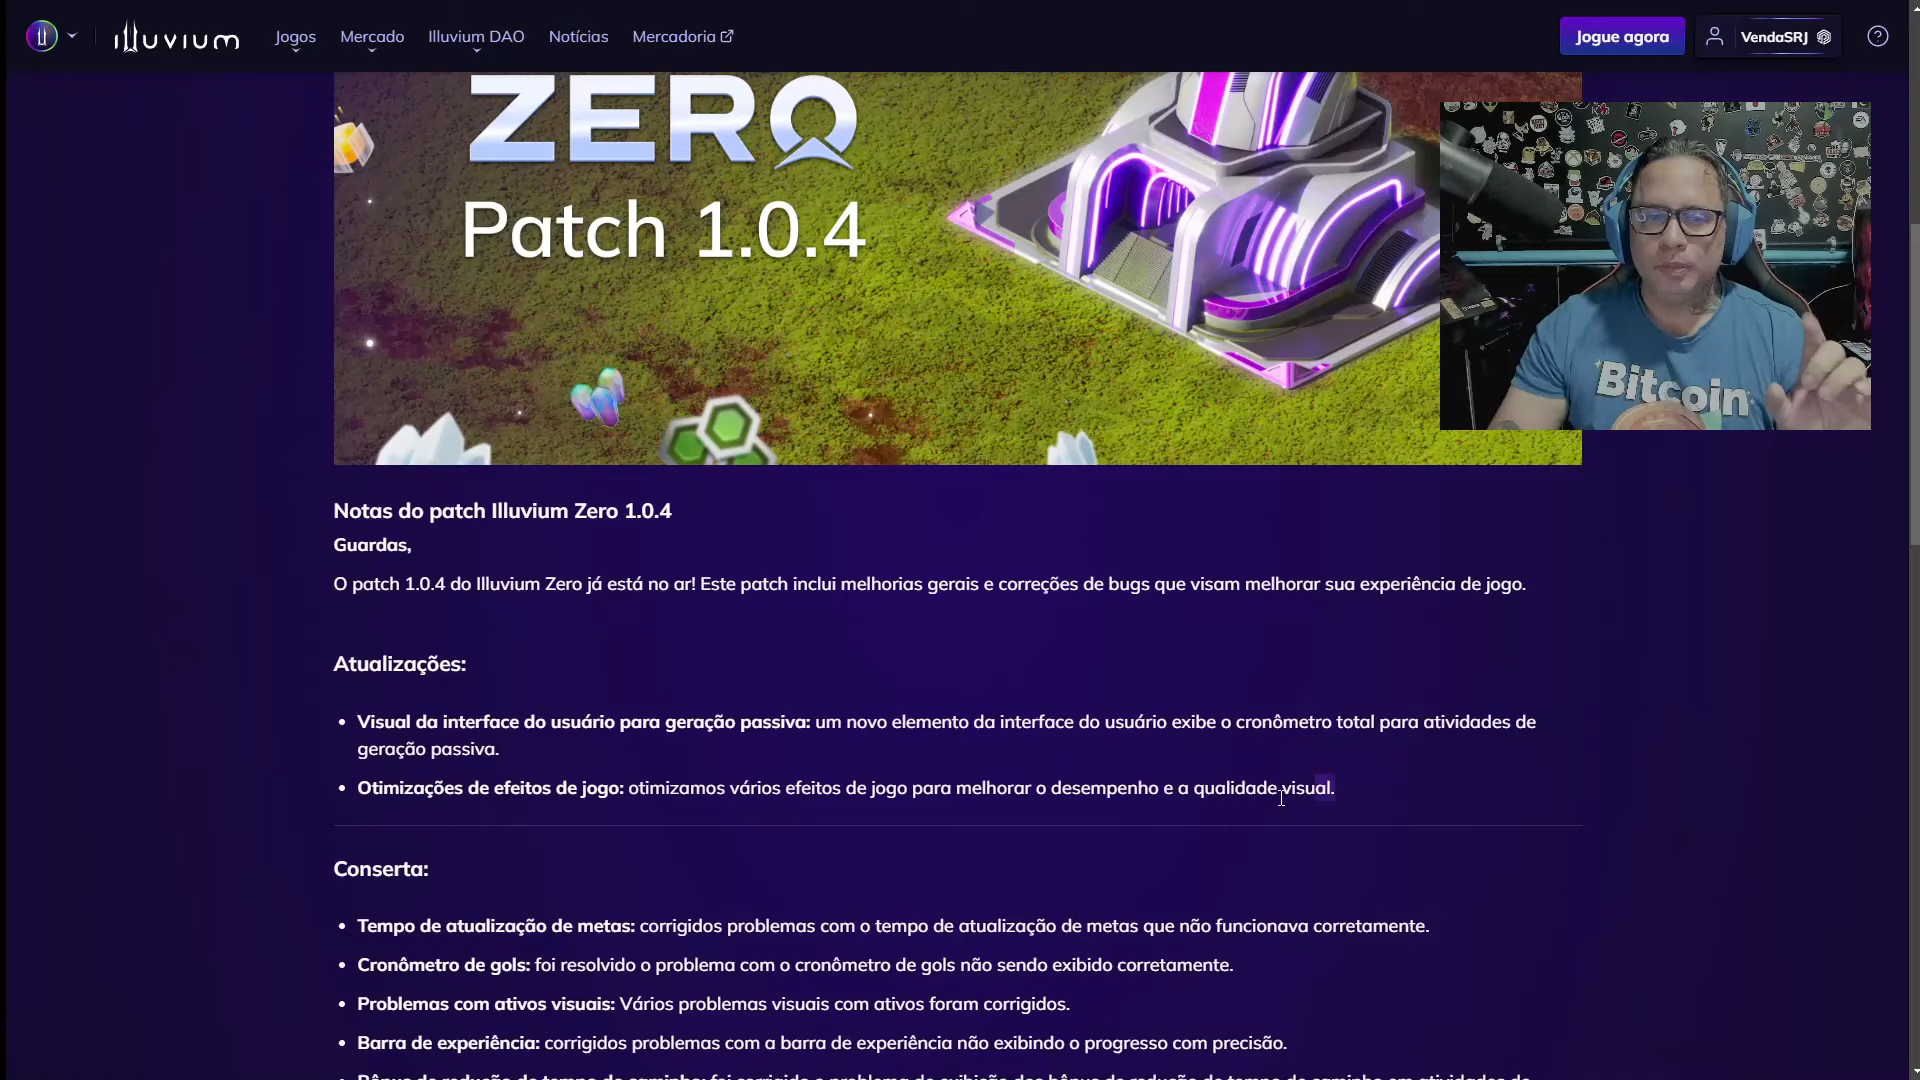 ILLUVIUM
Jogos
Mercado
Illuvium DAO
Notícias
Mercadoria
Jogue agora
VendaSRJ
ZERO
Patch 1.0.4
Bitcoin
Notas do patch Illuvium Zero 1.0.4
Guardas,
O patch 1.0.4 do Illuvium Zero já está no ar! Este patch inclui melhorias gerais e correções de bugs que visam melhorar sua experiência de jogo.
Atualizações:
• Visual da interface do usuário para geração passiva: um novo elemento da interface do usuário exibe o cronômetro total para atividades de
geração passiva.
• Otimizações de efeitos de jogo: otimizamos vários efeitos de jogo para melhorar o desempenho e a qualidade visual.
Conserta:
• Tempo de atualização de metas: corrigidos problemas com o tempo de atualização de metas que não funcionava corretamente.
• Cronômetro de gols: foi resolvido o problema com o cronômetro de gols não sendo exibido corretamente.
• Problemas com ativos visuais: Vários problemas visuais com ativos foram corrigidos.
• Barra de experiência: corrigidos problemas com a barra de experiência não exibindo o progresso com precisão.